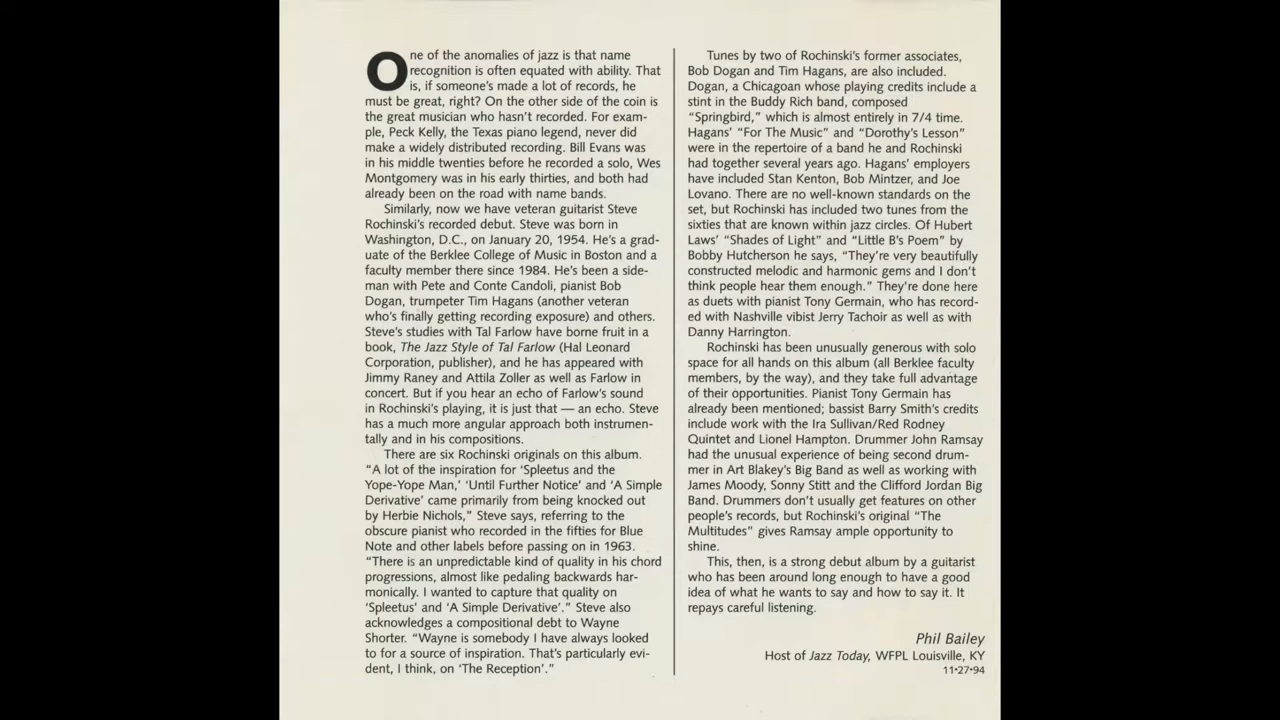 One of the anomalies of jazz is that name
recognition is often equated with ability. That
is, if someone's made a lot of records, he
must be great, right? On the other side of the coin is
the great musician who hasn't recorded. For exam-
ple, Peck Kelly, the Texas piano legend, never did
make a widely distributed recording. Bill Evans was
in his middle twenties before he recorded a solo, Wes
Montgomery was in his early thirties, and both had
already been on the road with name bands.
Similarly, now we have veteran guitarist Steve
Rochinski's recorded debut. Steve was born in
Washington, D.C., on January 20, 1954. He's a grad-
uate of the Berklee College of Music in Boston and a
faculty member there since 1984. He's been a side-
man with Pete and Conte Candoli, pianist Bob
Dogan, trumpeter Tim Hagans (another veteran
who's finally getting recording exposure) and others.
Steve's studies with Tal Farlow have borne fruit in a
book, The Jazz Style of Tal Farlow (Hal Leonard
Corporation, publisher), and he has appeared with
Jimmy Raney and Attila Zoller as well as Farlow in
concert. But if you hear an echo of Farlow's sound
in Rochinski's playing, it is just that — an echo. Steve
has a much more angular approach both instrumen-
tally and in his compositions.
There are six Rochinski originals on this album.
“A lot of the inspiration for ‘Spleetus and the
Yope-Yope Man,’ ‘Until Further Notice’ and ‘A Simple
Derivative’ came primarily from being knocked out
by Herbie Nichols,” Steve says, referring to the
obscure pianist who recorded in the fifties for Blue
Note and other labels before passing on in 1963.
“There is an unpredictable kind of quality in his chord
progressions, almost like pedaling backwards har-
monically. I wanted to capture that quality on
‘Spleetus’ and ‘A Simple Derivative’.” Steve also
acknowledges a compositional debt to Wayne
Shorter. “Wayne is somebody I have always looked
to for a source of inspiration. That's particularly evi-
dent, I think, on ‘The Reception’.”
Tunes by two of Rochinski's former associates,
Bob Dogan and Tim Hagans, are also included.
Dogan, a Chicagoan whose playing credits include a
stint in the Buddy Rich band, composed
“Springbird,” which is almost entirely in 7/4 time.
Hagans’ “For The Music” and “Dorothy's Lesson”
were in the repertoire of a band he and Rochinski
had together several years ago. Hagans’ employers
have included Stan Kenton, Bob Mintzer, and Joe
Lovano. There are no well-known standards on the
set, but Rochinski has included two tunes from the
sixties that are known within jazz circles. Of Hubert
Laws’ “Shades of Light” and “Little B's Poem” by
Bobby Hutcherson he says, “They're very beautifully
constructed melodic and harmonic gems and I don't
think people hear them enough.” They're done here
as duets with pianist Tony Germain, who has record-
ed with Nashville vibist Jerry Tachoir as well as with
Danny Harrington.
Rochinski has been unusually generous with solo
space for all hands on this album (all Berklee faculty
members, by the way), and they take full advantage
of their opportunities. Pianist Tony Germain has
already been mentioned; bassist Barry Smith's credits
include work with the Ira Sullivan/Red Rodney
Quintet and Lionel Hampton. Drummer John Ramsay
had the unusual experience of being second drum-
mer in Art Blakey's Big Band as well as working with
James Moody, Sonny Stitt and the Clifford Jordan Big
Band. Drummers don't usually get features on other
people's records, but Rochinski's original “The
Multitudes” gives Ramsay ample opportunity to
shine.
This, then, is a strong debut album by a guitarist
who has been around long enough to have a good
idea of what he wants to say and how to say it. It
repays careful listening.
Phil Bailey
Host of Jazz Today, WFPL Louisville, KY
11•27•94